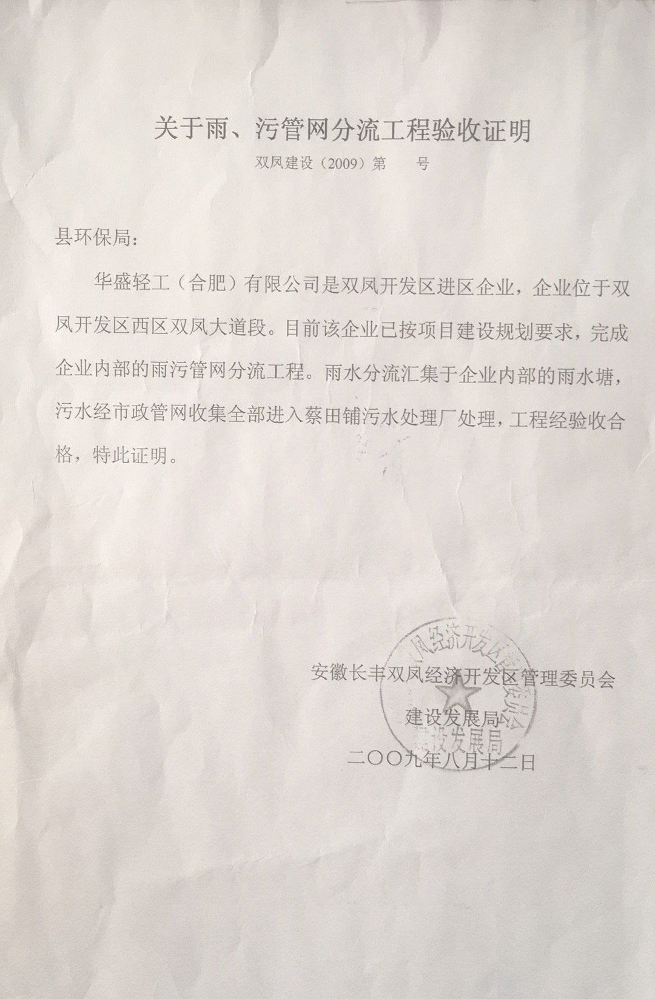 关于雨、污管网分流工程验收证明
双凤建设（2009）第　　号
县环保局：
华盛轻工（合肥）有限公司是双凤开发区进区企业，企业位于双
凤开发区西区双凤大道段。目前该企业已按项目建设规划要求，完成
企业内部的雨污管网分流工程。雨水分流汇集于企业内部的雨水塘，
污水经市政管网收集全部进入蔡田铺污水处理厂处理，工程经验收合
格，特此证明。
凤经济开发区管 委员会
安徽长丰双凤经济开发区管理委员会
建设发展局
建设发展局
二〇〇九年八月十二日